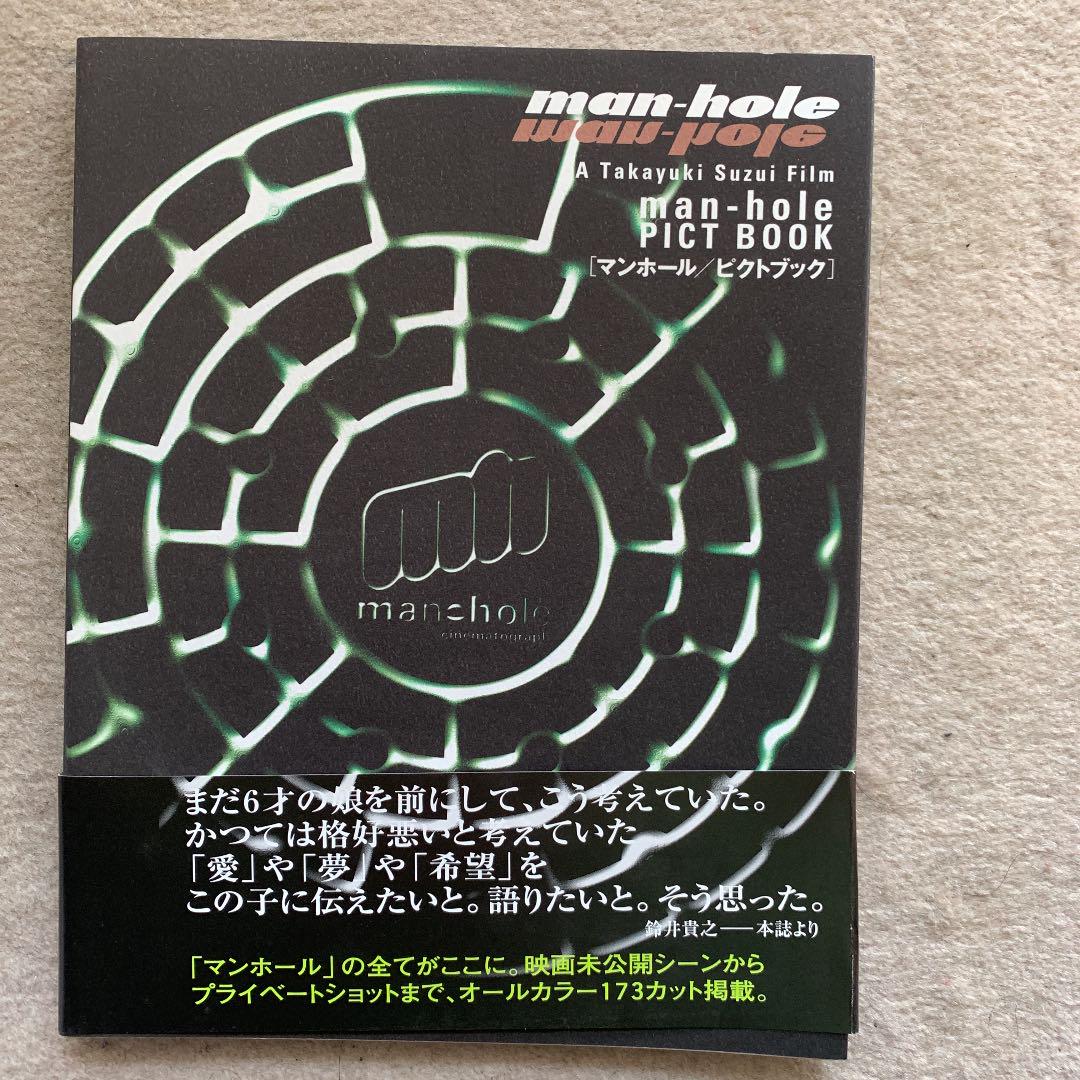 man-hole
man-hole
A Takayuki Suzui Film
man-hole
PICT BOOK
[マンホール／ピクトブック]
mh
man-hole
cinematograph
まだ6才の娘を前にして、こう考えていた。
かつては格好悪いと考えていた
「愛」や「夢」や「希望」を
この子に伝えたいと。語りたいと。そう思った。
鈴井貴之――本誌より
「マンホール」の全てがここに。映画未公開シーンから
プライベートショットまで、オールカラー173カット掲載。